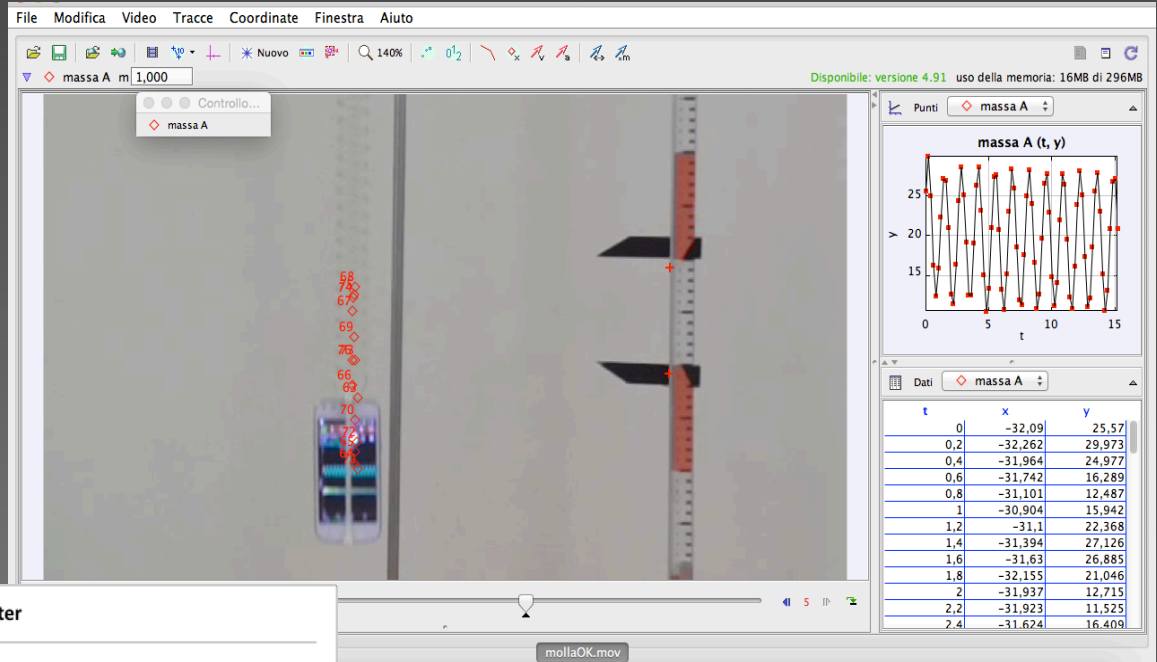 File Modifica Video Tracce Coordinate Finestra Aiuto
Nuovo 140%
massa A m 1,000
Disponibile: versione 4.91 uso della memoria: 16MB di 296MB
Controllo...
massa A
68
67
69
66
70
Punti massa A
massa A (t, y)
25
20
15
y
0 5 10 15
t
Dati massa A
t x y
0 -32,09 25,57
0,2 -32,262 29,973
0,4 -31,964 24,977
0,6 -31,742 16,289
0,8 -31,101 12,487
1 -30,904 15,942
1,2 -31,1 22,368
1,4 -31,394 27,126
1,6 -31,63 26,885
1,8 -32,155 21,046
2 -31,937 12,715
2,2 -31,923 11,525
2,4 -31,624 16,409
5
ter
mollaOK.mov